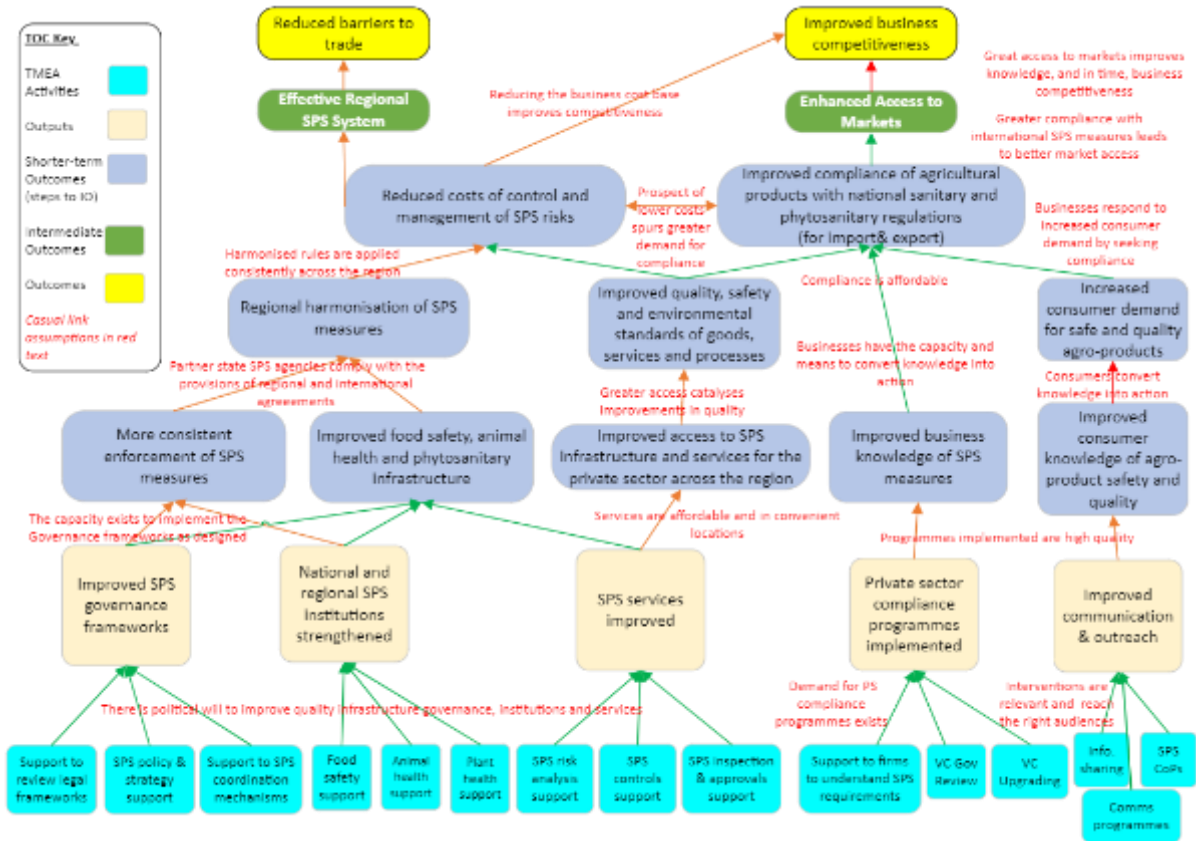 TOC Key
TMEA
Activities
Outputs
Shorter-term
Outcomes
(steps to IO)
Intermediate
Outcomes
Outcomes
Casual link
assumptions in red
text
Reduced barriers to
trade
Improved business
competitiveness
Great access to markets improves
knowledge, and in time, business
competitiveness
Effective Regional
SPS System
Reducing the business cost base
improves competitiveness
Enhanced Access to
Markets
Greater compliance with
international SPS measures leads
to better market access
Reduced costs of control and
management of SPS risks
Prospect of
lower costs
spurs greater
demand for
compliance
Improved compliance of agricultural
products with national sanitary and
phytosanitary regulations
(for import& export)
Businesses respond to
increased consumer
demand by seeking
compliance
Harmonised rules are applied
consistently across the region
Compliance is affordable
Regional harmonisation of SPS
measures
Improved quality, safety
and environmental
standards of goods,
services and processes
Increased
consumer demand
for safe and quality
agro-products
Partner state SPS agencies comply with the
provisions of regional and international
agreeements
Greater access catalyses
improvements in quality
Businesses have the capacity and
means to convert knowledge into
action
Consumers convert
knowledge into action
More consistent
enforcement of SPS
measures
Improved food safety, animal
health and phytosanitary
infrastructure
Improved access to SPS
infrastructure and services for the
private sector across the region
Improved business
knowledge of SPS
measures
Improved
consumer
knowledge of agro-
product safety and
quality
The capacity exists to implement the
Governance frameworks as designed
Services are affordable and in convenient
locations
Programmes implemented are high quality
Improved SPS
governance
frameworks
National and
regional SPS
institutions
strengthened
SPS services
improved
Private sector
compliance
programmes
implemented
Improved
communication
& outreach
There is political will to improve quality infrastructure governance, institutions and services
Demand for PS
compliance
programmes exists
Interventions are
relevant and reach
the right audiences
Support to
review legal
frameworks
SPS policy &
strategy
support
Support to SPS
coordination
mechanisms
Food
safety
support
Animal
health
support
Plant
health
support
SPS risk
analysis
support
SPS
controls
support
SPS inspection
& approvals
support
Support to firms
to understand SPS
requirements
VC Gov
Review
VC
Upgrading
Info.
sharing
SPS
CoPs
Comms
programmes